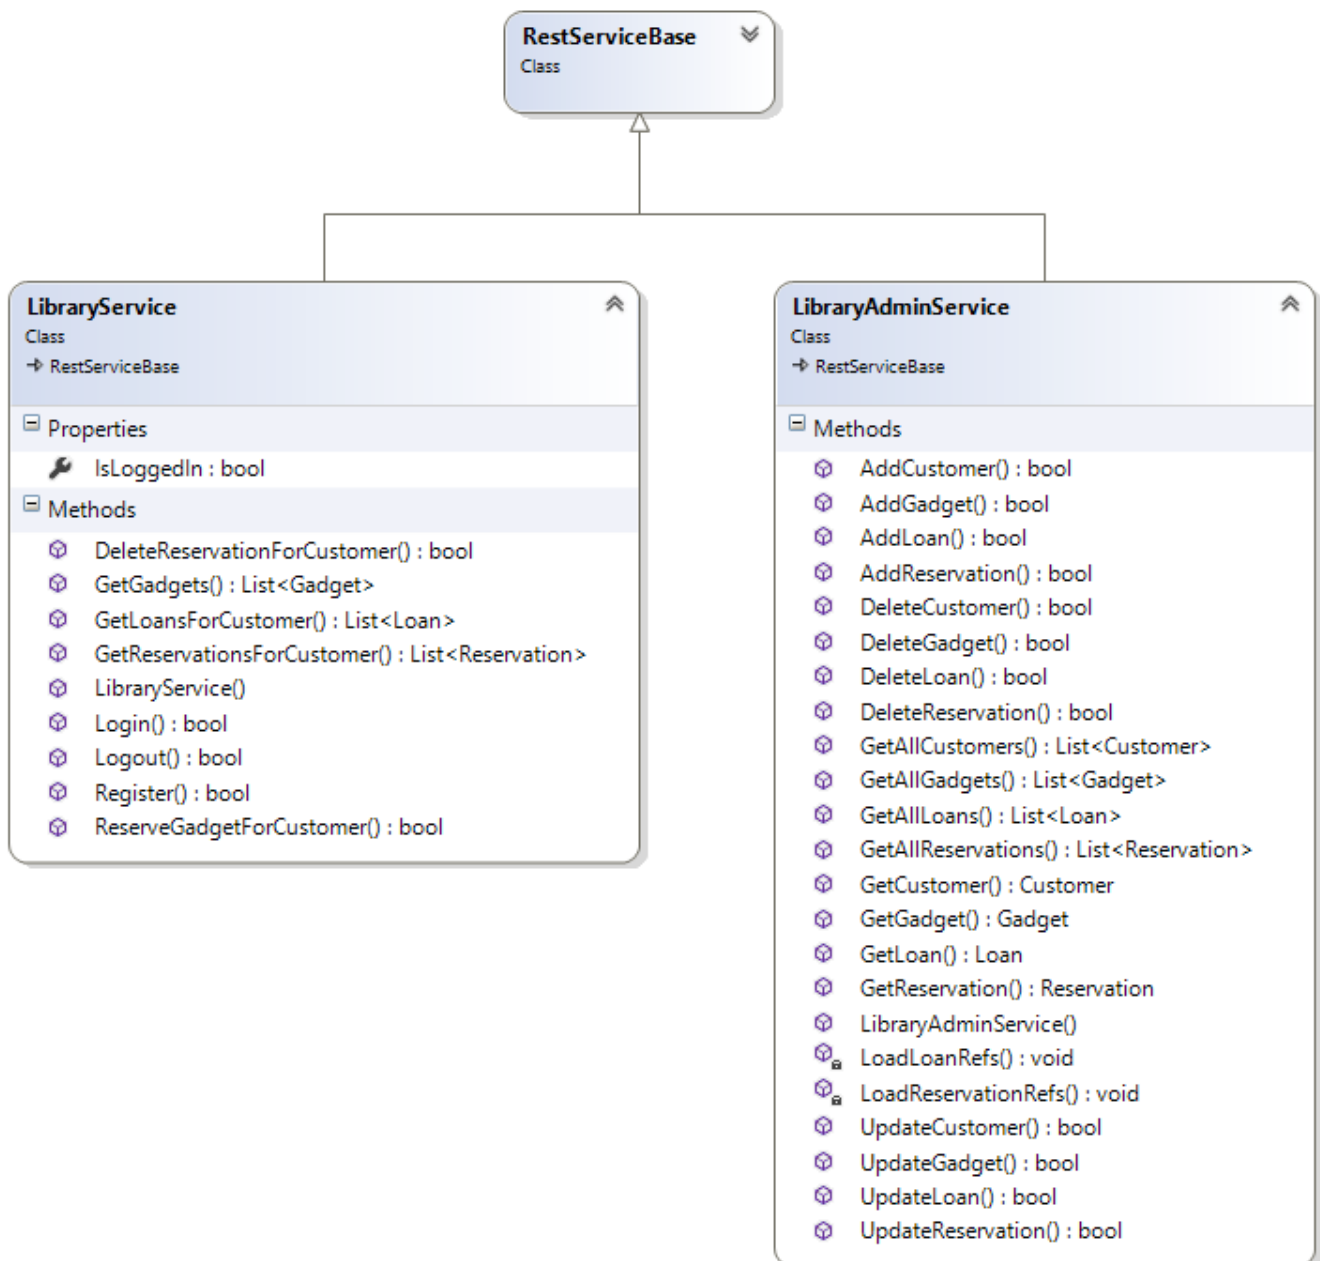 RestServiceBase
Class
LibraryService
Class
RestServiceBase
Properties
IsLoggedIn : bool
Methods
DeleteReservationForCustomer() : bool
GetGadgets() : List<Gadget>
GetLoansForCustomer() : List<Loan>
GetReservationsForCustomer() : List<Reservation>
LibraryService()
Login() : bool
Logout() : bool
Register() : bool
ReserveGadgetForCustomer() : bool
LibraryAdminService
Class
RestServiceBase
Methods
AddCustomer() : bool
AddGadget() : bool
AddLoan() : bool
AddReservation() : bool
DeleteCustomer() : bool
DeleteGadget() : bool
DeleteLoan() : bool
DeleteReservation() : bool
GetAllCustomers() : List<Customer>
GetAllGadgets() : List<Gadget>
GetAllLoans() : List<Loan>
GetAllReservations() : List<Reservation>
GetCustomer() : Customer
GetGadget() : Gadget
GetLoan() : Loan
GetReservation() : Reservation
LibraryAdminService()
LoadLoanRefs() : void
LoadReservationRefs() : void
UpdateCustomer() : bool
UpdateGadget() : bool
UpdateLoan() : bool
UpdateReservation() : bool